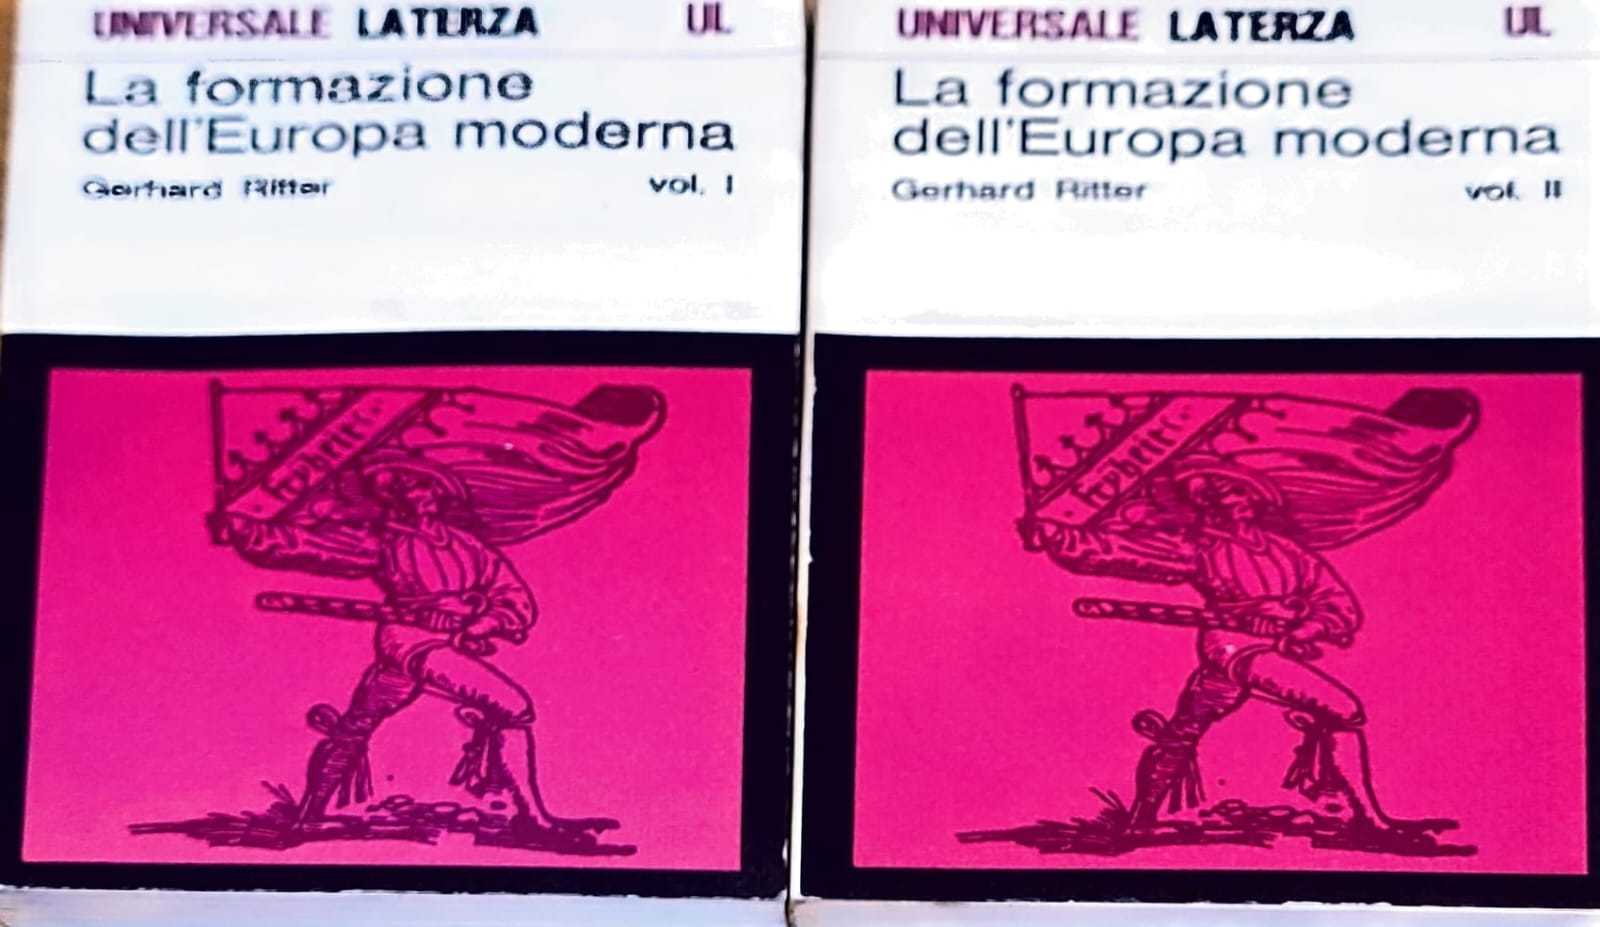 UNIVERSALE LATERZA UL
La formazione
dell'Europa moderna
Gerhard Ritter vol. I
UNIVERSALE LATERZA UL
La formazione
dell'Europa moderna
Gerhard Ritter vol. II